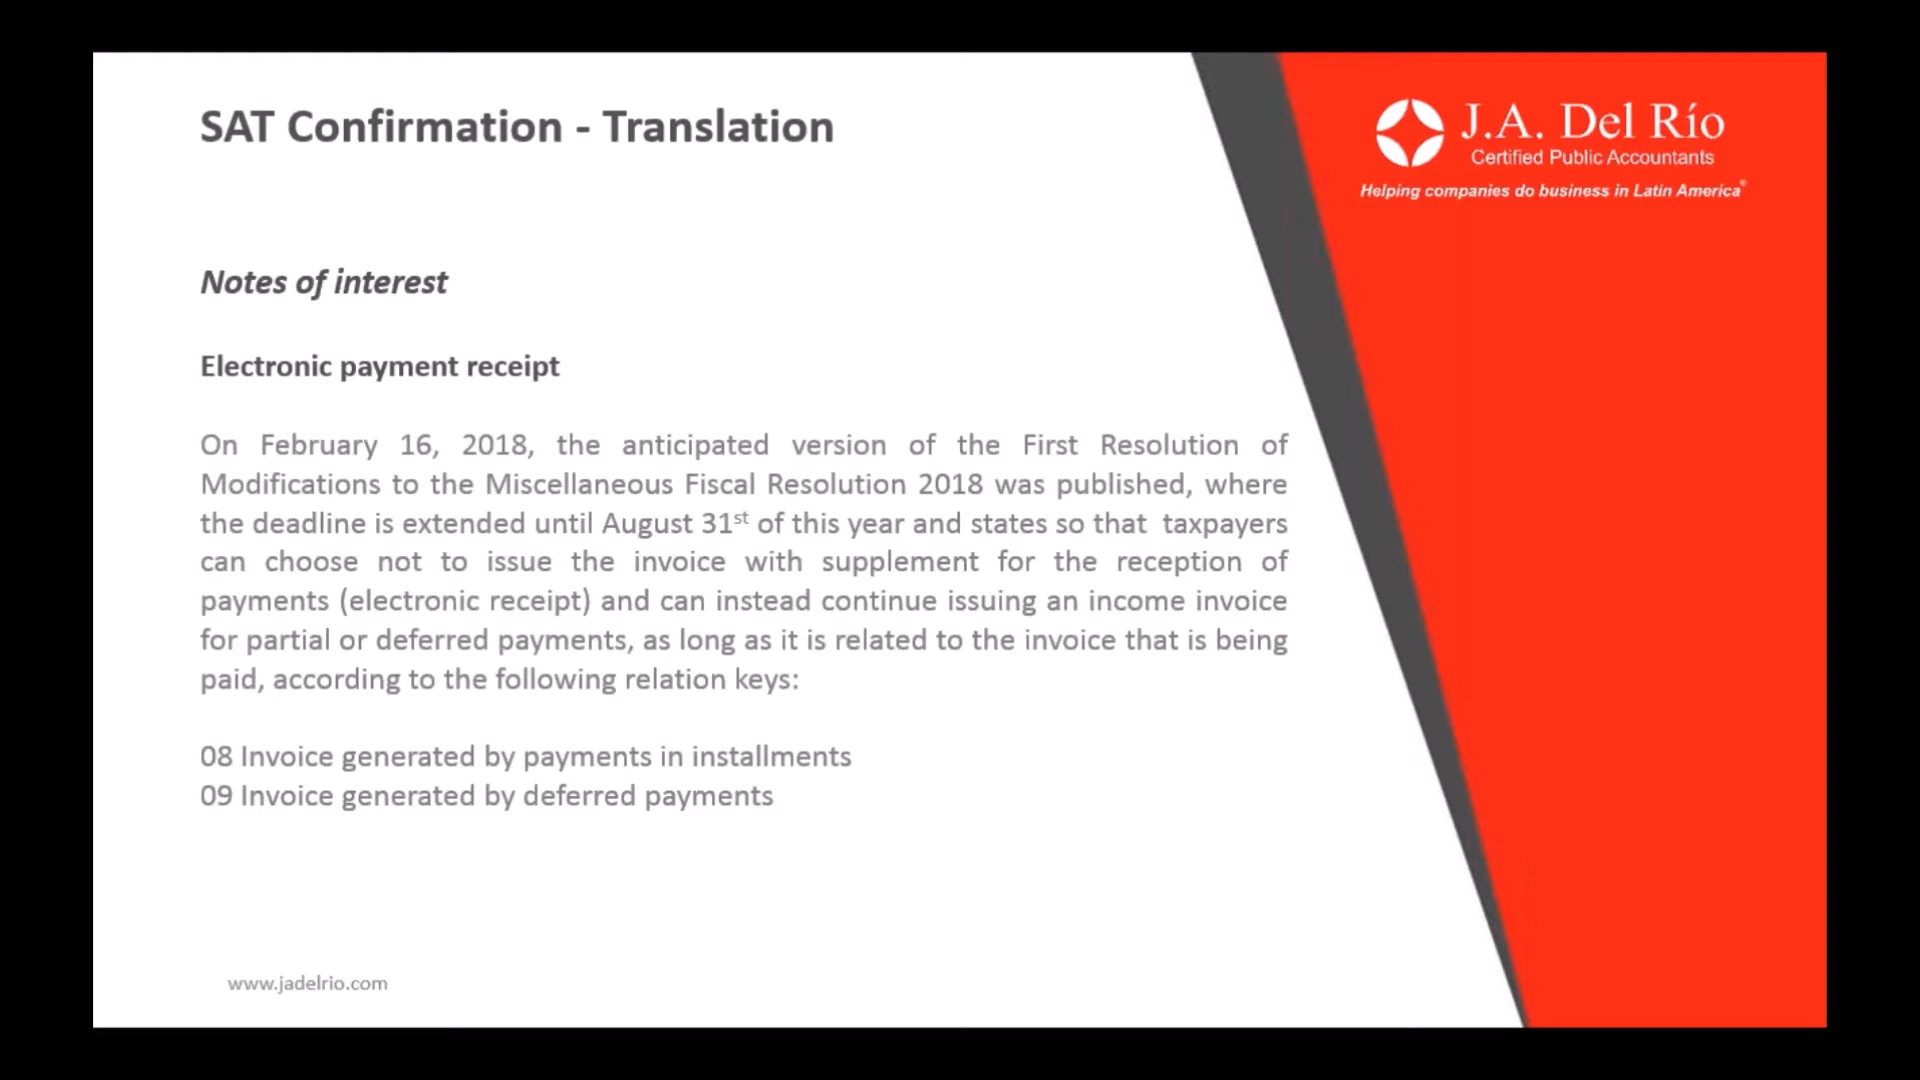 SAT Confirmation - Translation
J.A. Del Río
Certified Public Accountants
Helping companies do business in Latin America®
Notes of interest
Electronic payment receipt
On February 16, 2018, the anticipated version of the First Resolution of
Modifications to the Miscellaneous Fiscal Resolution 2018 was published, where
the deadline is extended until August 31st of this year and states so that taxpayers
can choose not to issue the invoice with supplement for the reception of
payments (electronic receipt) and can instead continue issuing an income invoice
for partial or deferred payments, as long as it is related to the invoice that is being
paid, according to the following relation keys:
08 Invoice generated by payments in installments
09 Invoice generated by deferred payments
www.jadelrio.com